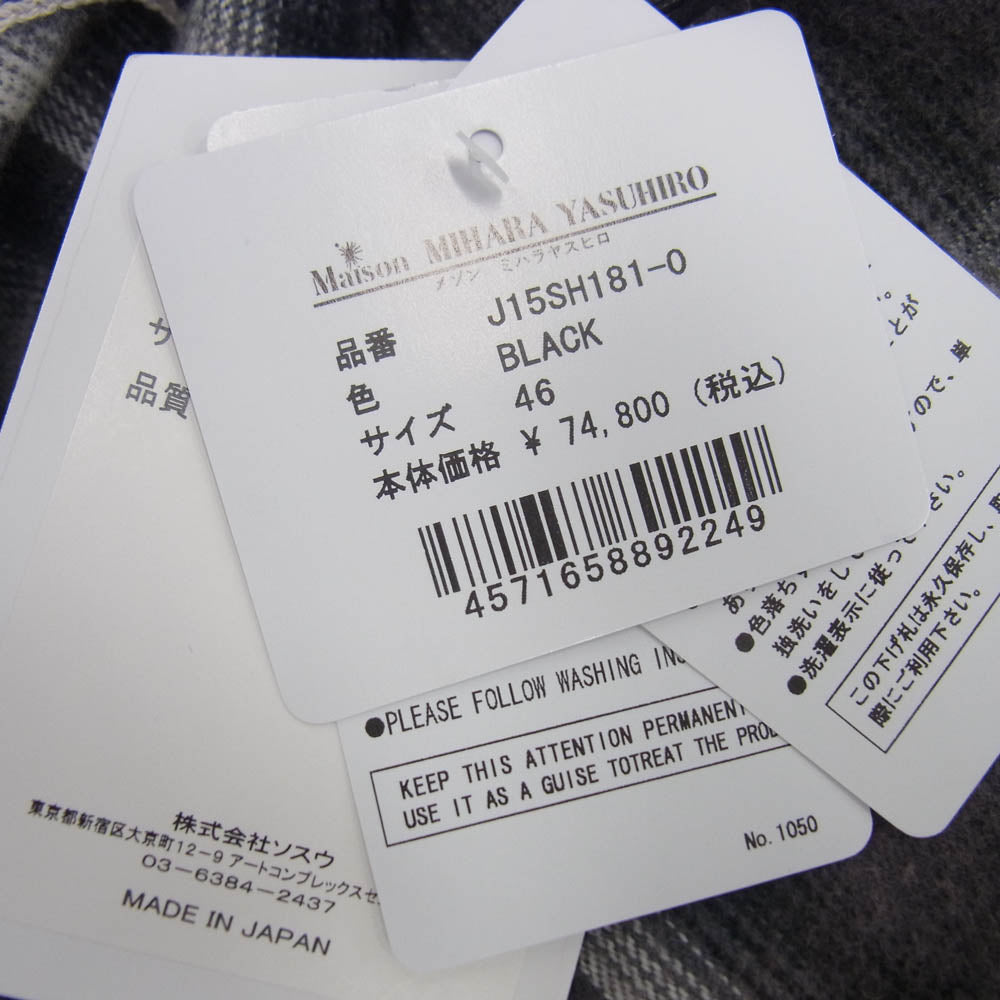 Maison MIHARA YASUHIRO
メゾン ミハラヤスヒロ
品番 J15SH181-0
色 BLACK
サイズ 46
本体価格 ¥ 74,800 (税込)
4571658892249
サ
品質
株式会社ソスウ
東京都新宿区大京町12-9 アートコンプレックスセ
03-6384-2437
MADE IN JAPAN
●PLEASE FOLLOW WASHING INS
KEEP THIS ATTENTION PERMANENT
USE IT AS A GUISE TOTREAT THE PROD
No. 1050
。
とが
ので、単
●色落ち
独洗いをし
さい。
●洗濯表示に従っ
この下げ札は永久保存し、取
際にご利用下さい。